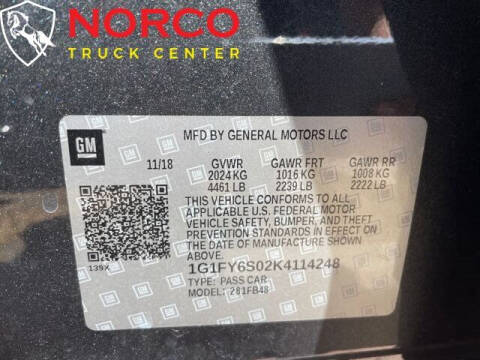 NORCO
TRUCK CENTER
GM
MFD BY GENERAL MOTORS LLC
11/18 GVWR GAWR FRT GAWR RR
2024 KG 1016 KG 1008 KG
4461 LB 2239 LB 2222 LB
THIS VEHICLE CONFORMS TO ALL
APPLICABLE U.S. FEDERAL MOTOR
VEHICLE SAFETY, BUMPER, AND THEFT
PREVENTION STANDARDS IN EFFECT ON
THE DATE OF MANUFACTURE SHOWN
ABOVE.
139X
1G1FY6S02K4114248
TYPE: PASS CAR
MODEL: 281FB48